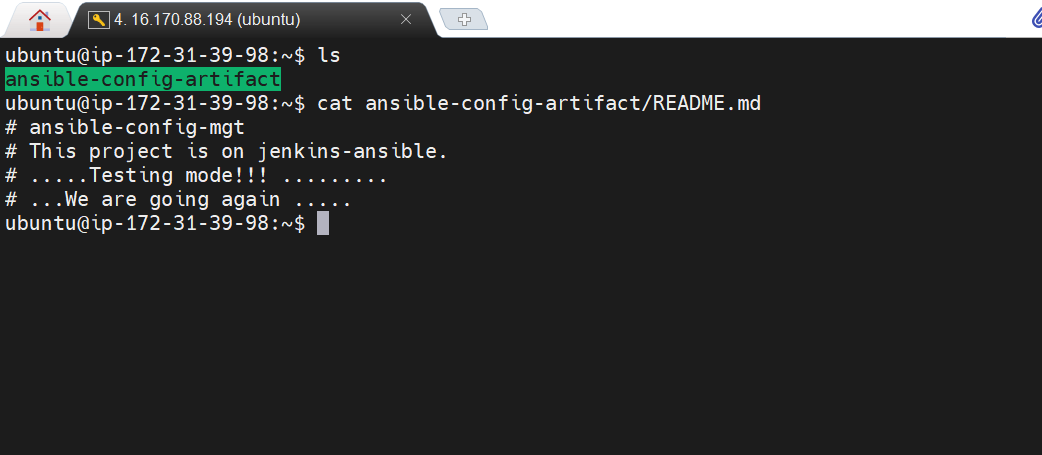 4. 16.170.88.194 (ubuntu)
ubuntu@ip-172-31-39-98:~$ ls
ansible-config-artifact
ubuntu@ip-172-31-39-98:~$ cat ansible-config-artifact/README.md
# ansible-config-mgt
# This project is on jenkins-ansible.
# .....Testing mode!!! .........
# ...We are going again .....
ubuntu@ip-172-31-39-98:~$